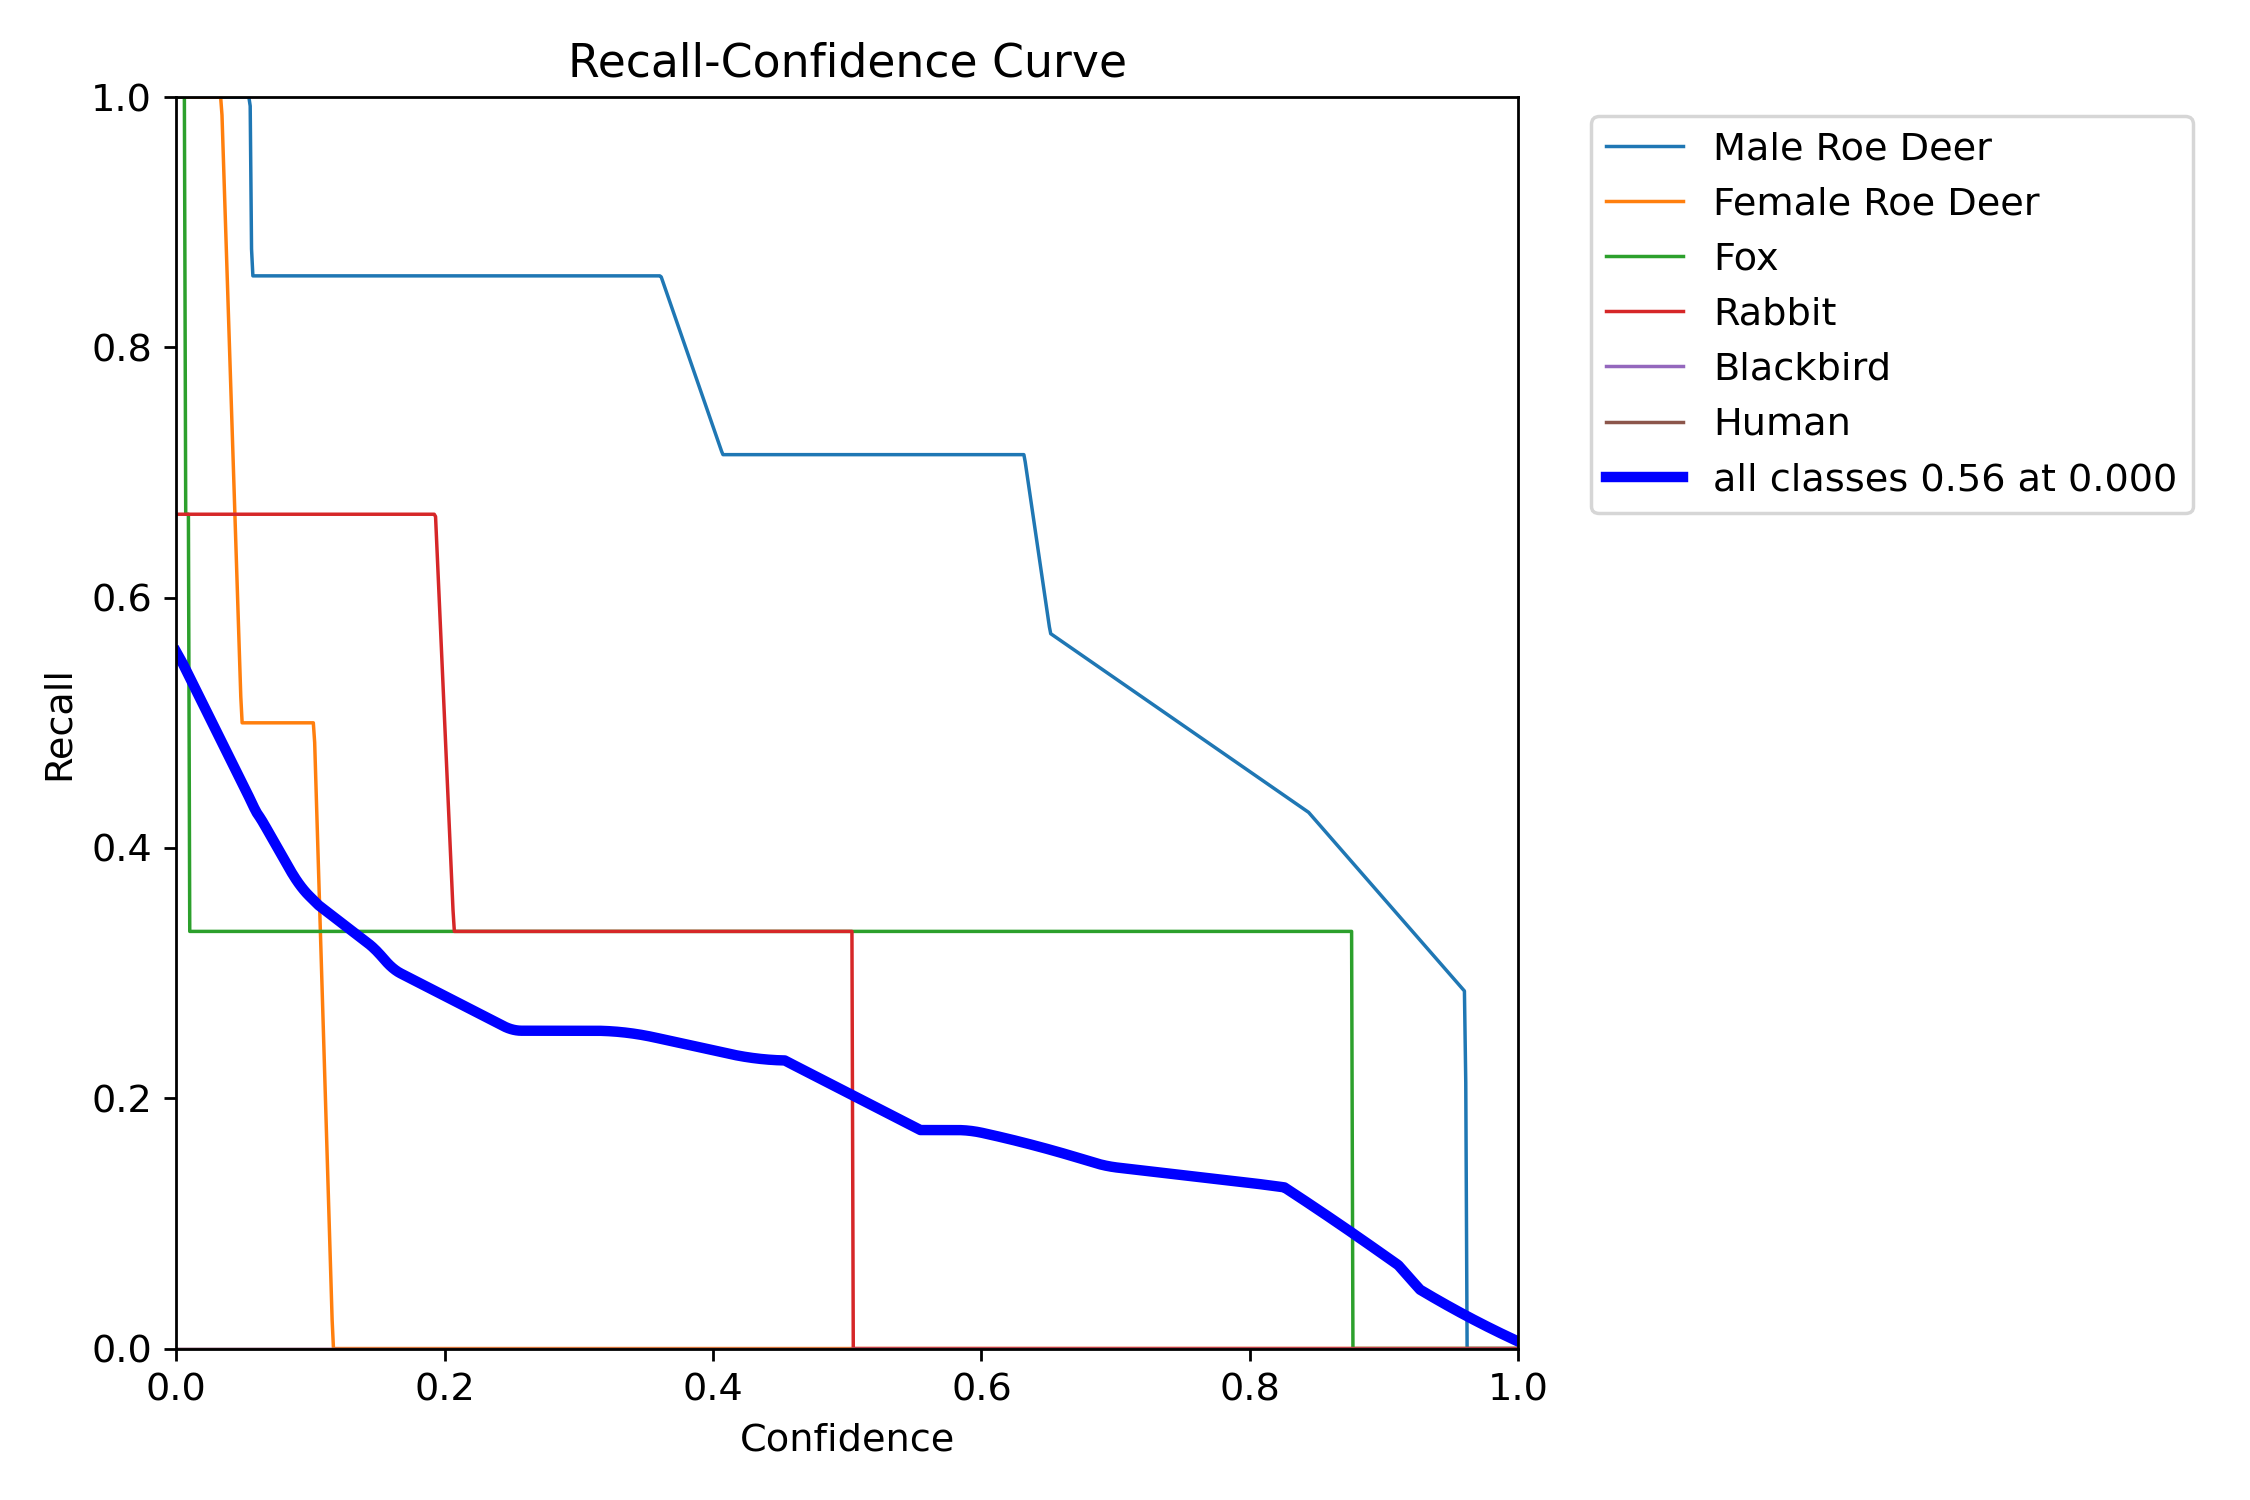 Recall-Confidence Curve
1.0
0.8
0.6
0.4
0.2
0.0
Recall
0.0 0.2 0.4 0.6 0.8 1.0
Confidence
Male Roe Deer
Female Roe Deer
Fox
Rabbit
Blackbird
Human
all classes 0.56 at 0.000